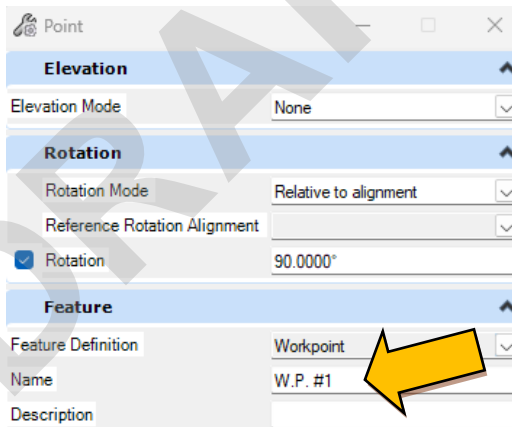 Point
Elevation
Elevation Mode None
Rotation
Rotation Mode Relative to alignment
Reference Rotation Alignment
Rotation 90.0000°
Feature
Feature Definition Workpoint
Name W.P. #1
Description
DRAFT